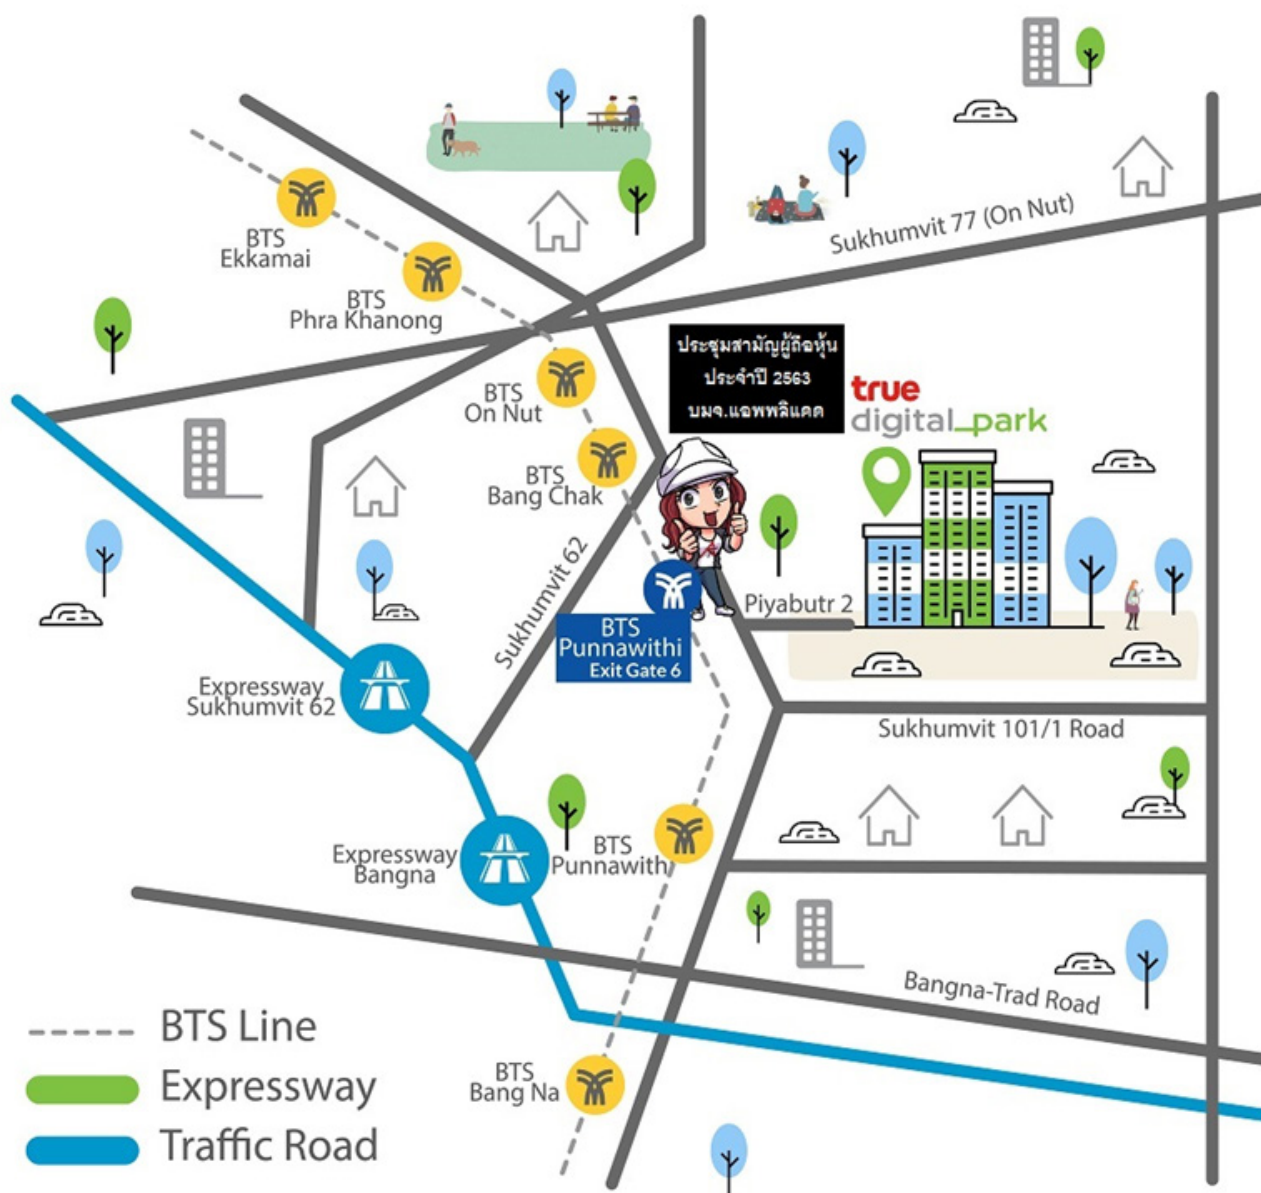 Sukhumvit 77 (On Nut)
BTS
Ekkamai
BTS
Phra Khanong
ประชุมสามัญผู้ถือหุ้น
ประจำปี 2563
บมจ.แอพพลิแคด
true
digital_park
BTS
On Nut
BTS
Bang Chak
Sukhumvit 62
Piyabutr 2
BTS
Punnawithi
Exit Gate 6
Expressway
Sukhumvit 62
Sukhumvit 101/1 Road
Expressway
Bangna
BTS
Punnawith
Bangna-Trad Road
BTS Line
Expressway
Traffic Road
BTS
Bang Na